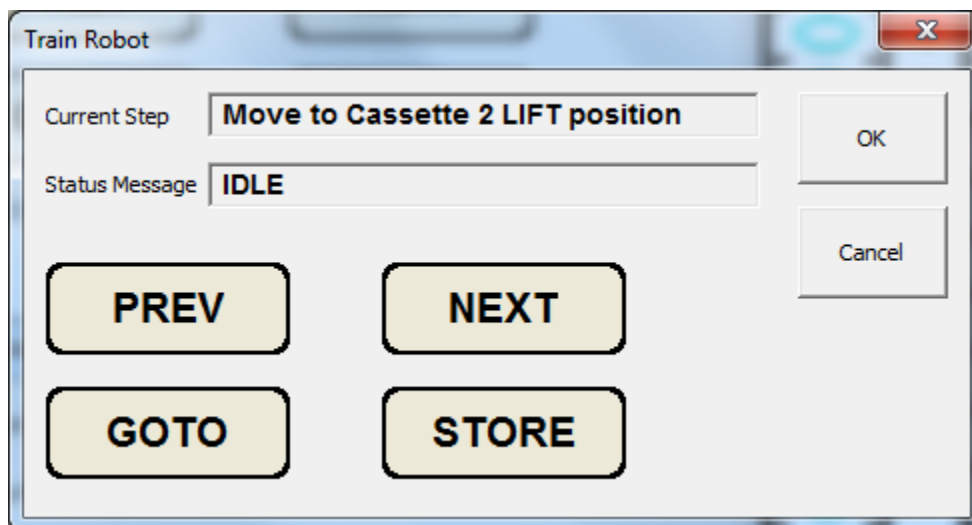 Train Robot
Current Step
Move to Cassette 2 LIFT position
OK
Status Message
IDLE
Cancel
PREV
NEXT
GOTO
STORE